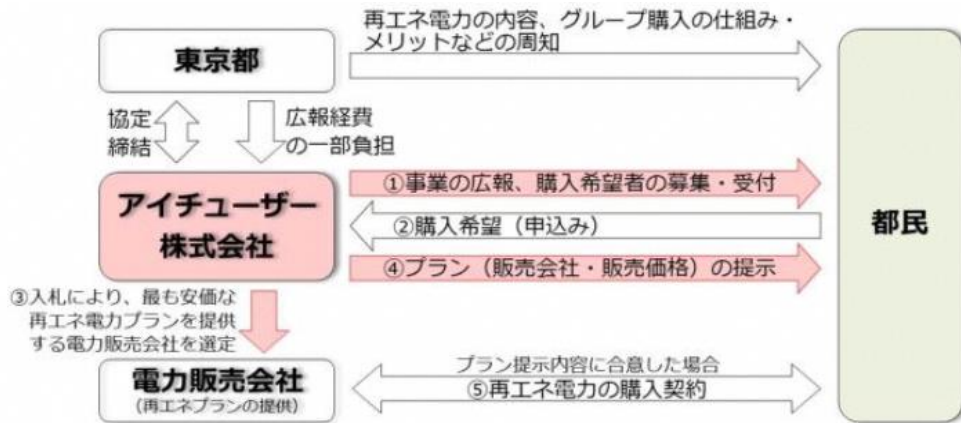 再エネ電力の内容、グループ購入の仕組み・
メリットなどの周知
東京都
協定
締結
広報経費
の一部負担
①事業の広報、購入希望者の募集・受付
アイチューザー
株式会社
②購入希望（申込み）
都民
④プラン（販売会社・販売価格）の提示
③入札により、最も安価な
再エネ電力プランを提供
する電力販売会社を選定
プラン提示内容に合意した場合
電力販売会社
（再エネプランの提供）
⑤再エネ電力の購入契約